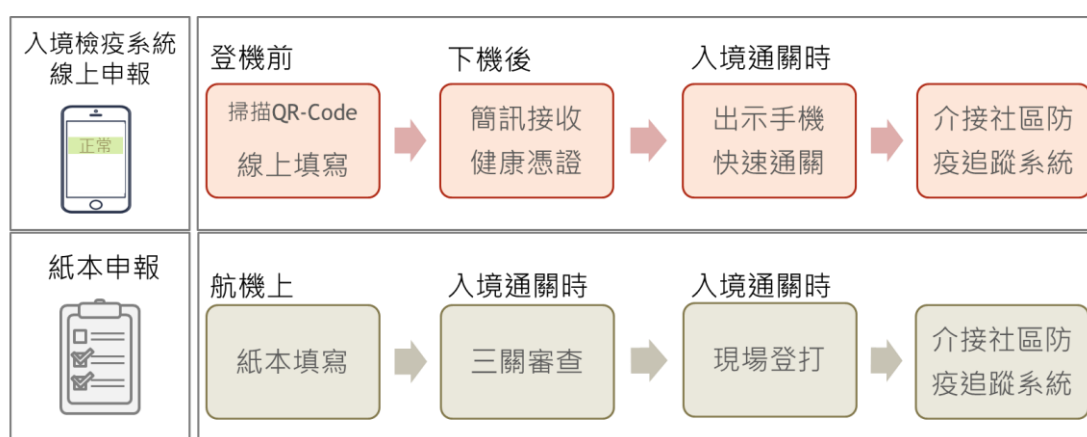 入境檢疫系統
線上申報
正常
登機前
掃描QR-Code
線上填寫
下機後
簡訊接收
健康憑證
入境通關時
出示手機
快速通關
介接社區防
疫追蹤系統
紙本申報
航機上
紙本填寫
入境通關時
三關審查
入境通關時
現場登打
介接社區防
疫追蹤系統